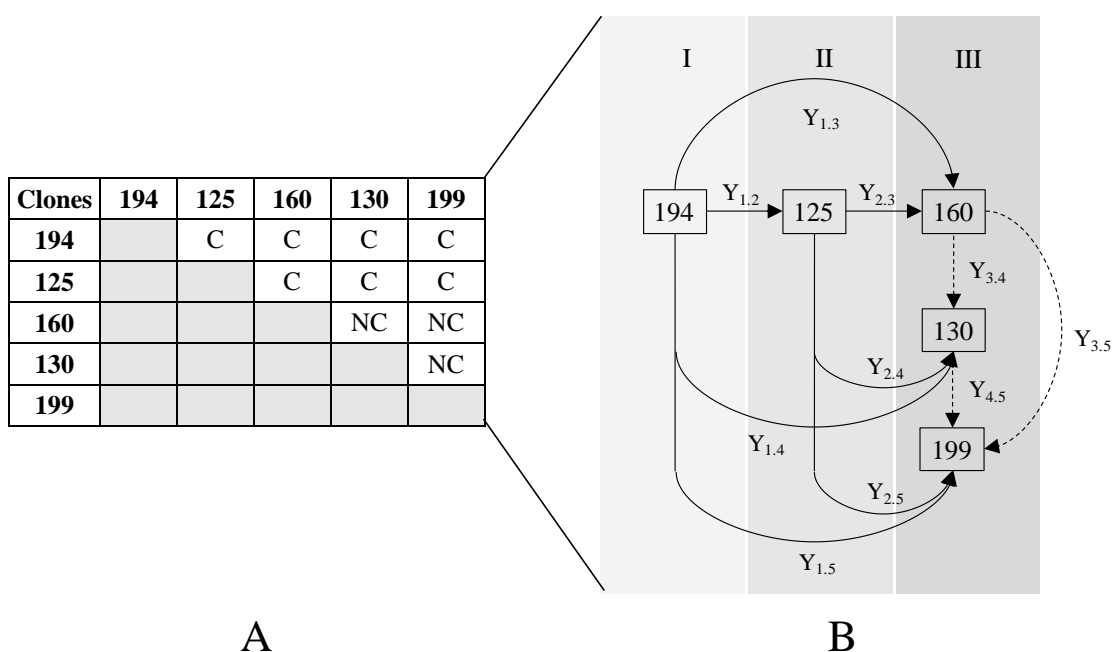 Clones 194 125 160 130 199
194 C C C C
125 C C C
160 NC NC
130 NC
199
A
I II III
Y1.3
194 Y1.2 125 Y2.3 160
Y3.4
130 Y3.5
Y2.4
Y4.5
Y1.4 199
Y2.5
Y1.5
B